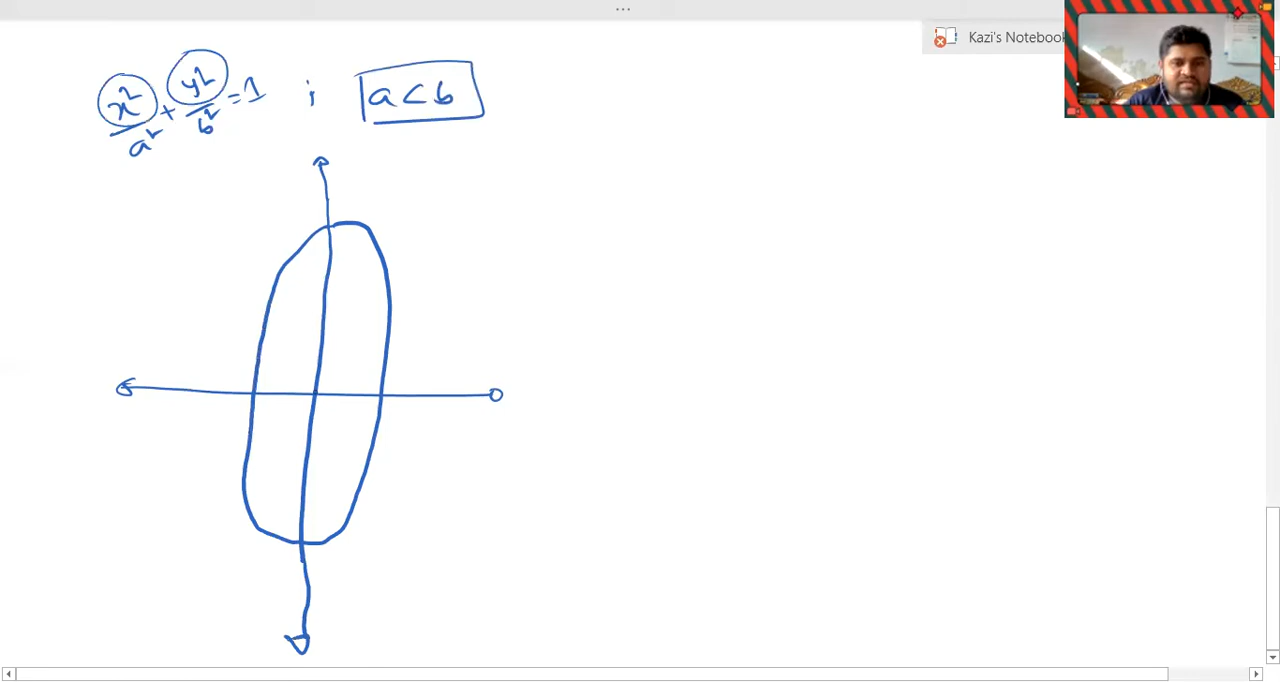 x²/a² + y²/b² = 1 ; a < b
Kazi's Notebook